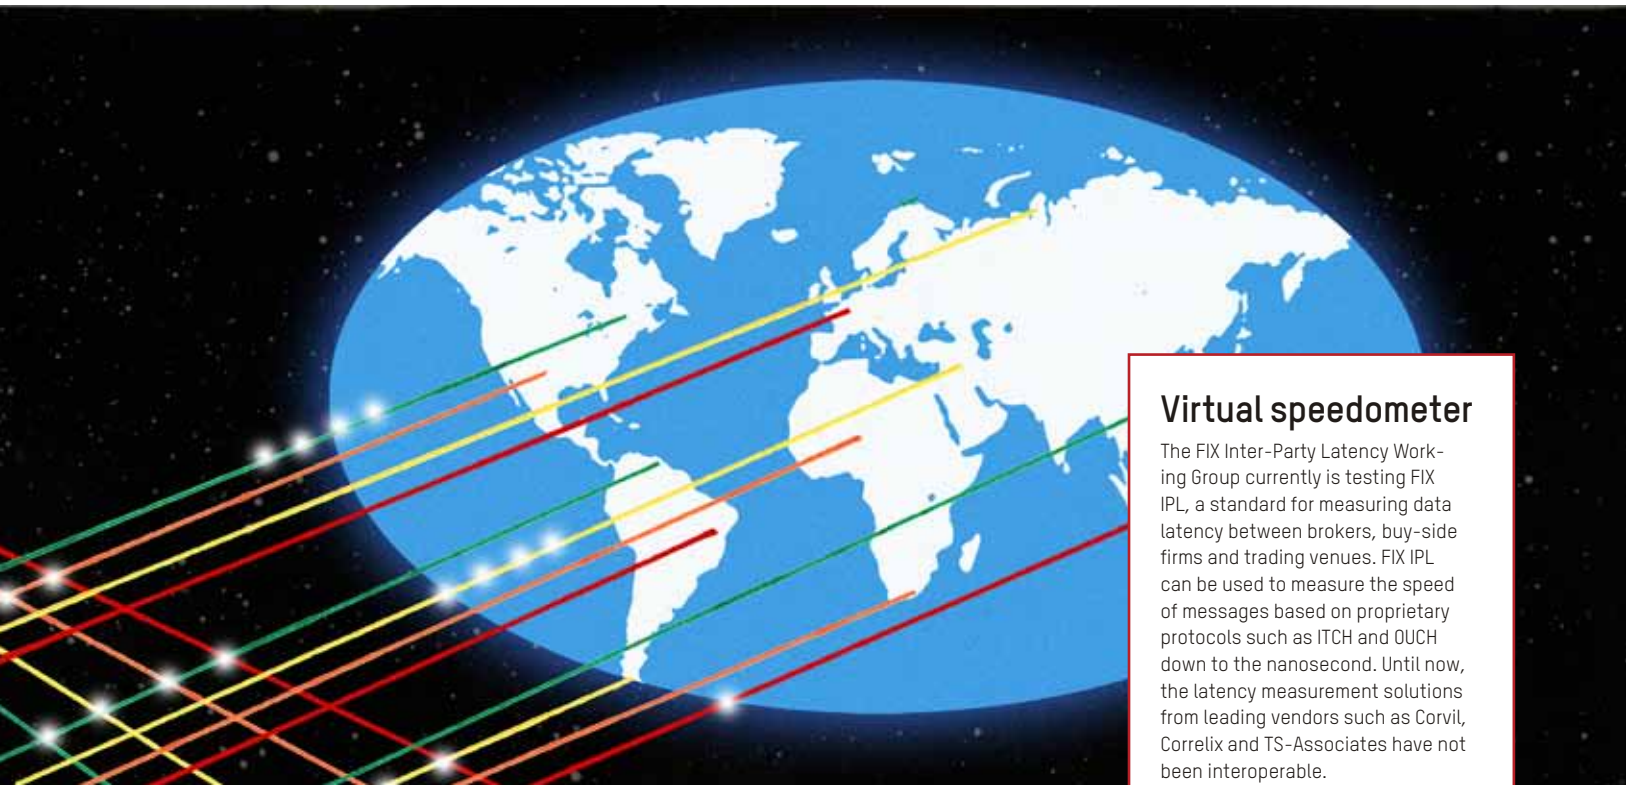 Virtual speedometer
The FIX Inter-Party Latency Work-
ing Group currently is testing FIX
IPL, a standard for measuring data
latency between brokers, buy-side
firms and trading venues. FIX IPL
can be used to measure the speed
of messages based on proprietary
protocols such as ITCH and OUCH
down to the nanosecond. Until now,
the latency measurement solutions
from leading vendors such as Corvil,
Correlix and TS-Associates have not
been interoperable.